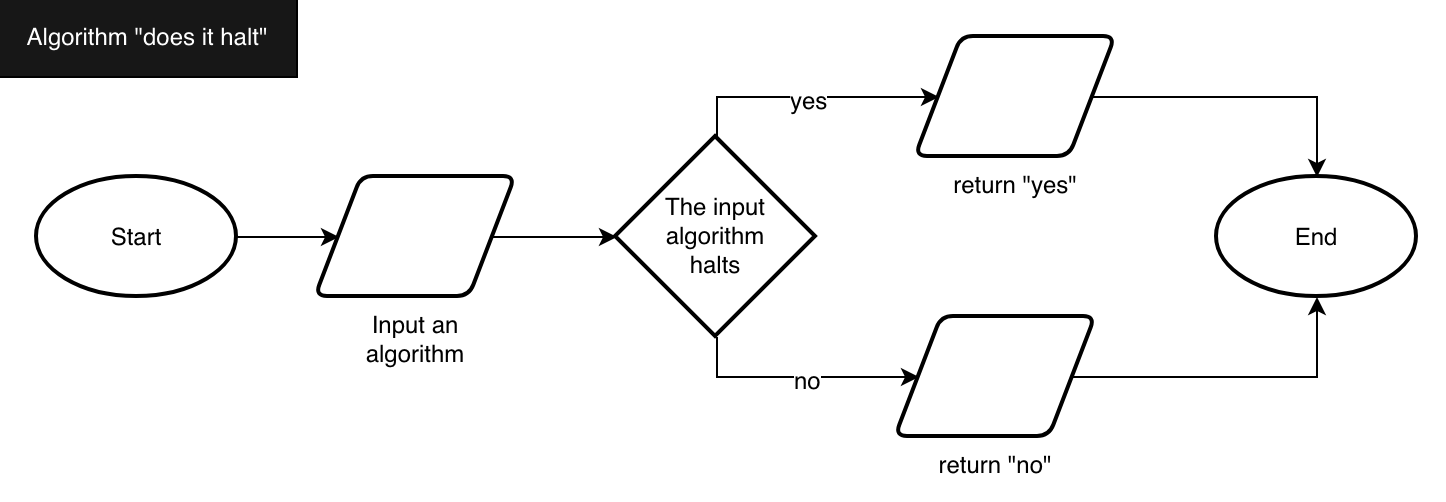 Algorithm "does it halt"
Start
Input an
algorithm
The input
algorithm
halts
yes
return "yes"
no
return "no"
End